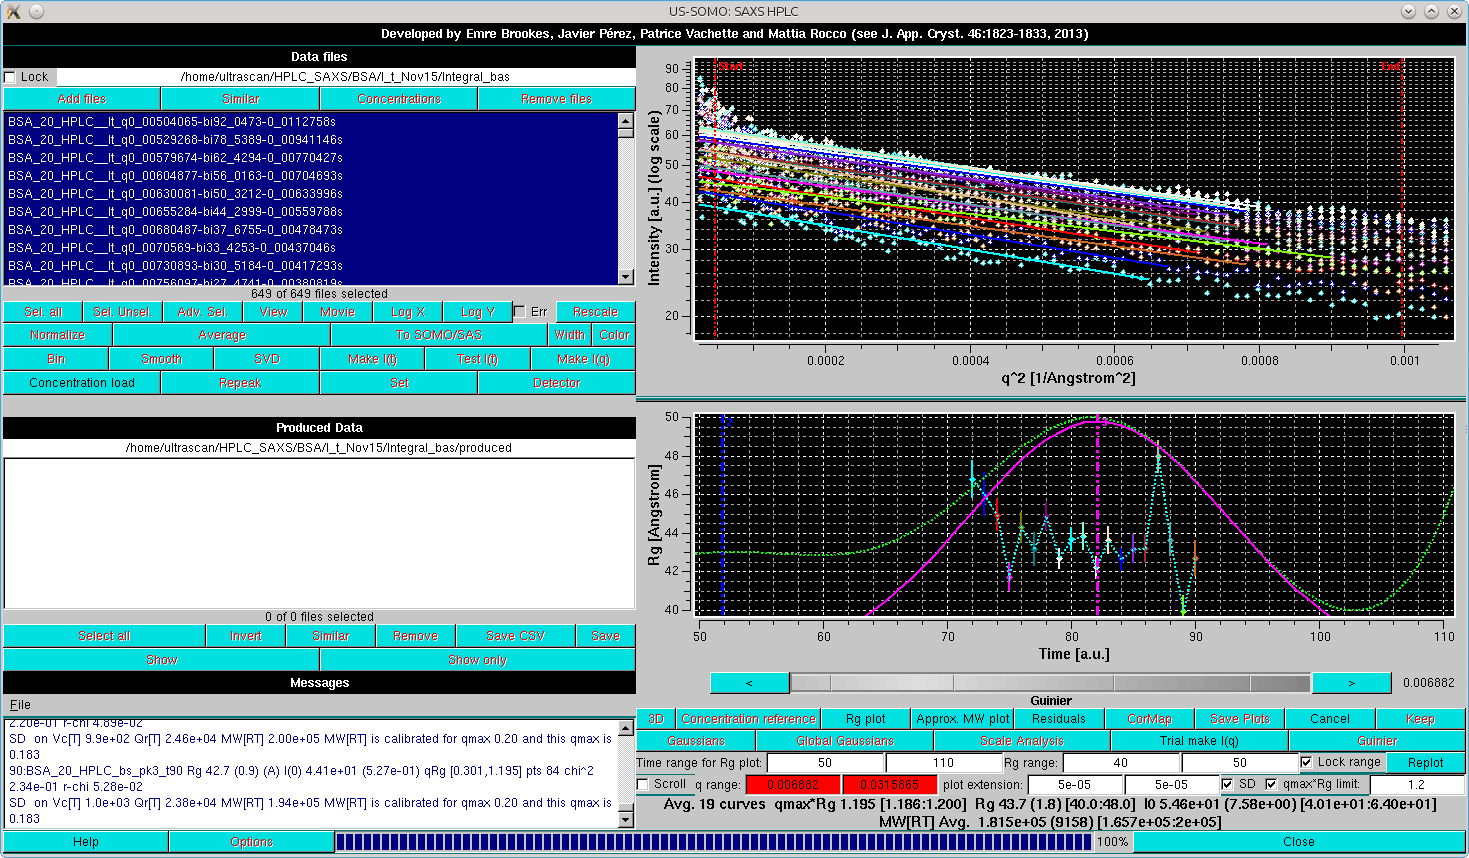 US-SOMO: SAXS HPLC
Developed by Emre Brookes, Javier Pérez, Patrice Vachette and Mattia Rocco (see J. App. Cryst. 46:1823-1833, 2013)
Data files
Lock /home/ultrascan/HPLC_SAXS/BSA/I_t_Nov15/Integral_bas
Add files Similar Concentrations Remove files
BSA_20_HPLC__It_q0_00504065-bi92_0473-0_0112758s
BSA_20_HPLC__It_q0_00529268-bi78_5389-0_00941146s
BSA_20_HPLC__It_q0_00579674-bi62_4294-0_00770427s
BSA_20_HPLC__It_q0_00604877-bi56_0163-0_00704693s
BSA_20_HPLC__It_q0_00630081-bi50_3212-0_00633996s
BSA_20_HPLC__It_q0_00655284-bi44_2999-0_00559788s
BSA_20_HPLC__It_q0_00680487-bi37_6755-0_00478473s
BSA_20_HPLC__It_q0_0070569-bi33_4253-0_00437046s
BSA_20_HPLC__It_q0_00730893-bi30_5184-0_00417293s
BSA_20_HPLC__It_q0_00756097-bi27_4741-0_00380819s
649 of 649 files selected
Sel. all Sel. Unsel. Adv. Sel. View Movie Log X Log Y Err Rescale
Normalize Average To SOMO/SAS Width Color
Bin Smooth SVD Make I(t) Test I(t) Make I(q)
Concentration load Repeak Set Detector
Produced Data
/home/ultrascan/HPLC_SAXS/BSA/I_t_Nov15/Integral_bas/produced
0 of 0 files selected
Select all Invert Similar Remove Save CSV Save
Show Show only
Messages
File
2.20e-01 r-chi 4.89e-02
SD on Vc[T] 9.9e+02 Qr[T] 2.46e+04 MW[RT] 2.00e+05 MW[RT] is calibrated for qmax 0.20 and this qmax is
0.183
90:BSA_20_HPLC_bs_pk3_t90 Rg 42.7 (0.9) (A) I(0) 4.41e+01 (5.27e-01) qRg [0.301,1.195] pts 84 chi^2
2.34e-01 r-chi 5.28e-02
SD on Vc[T] 1.0e+03 Qr[T] 2.38e+04 MW[RT] 1.94e+05 MW[RT] is calibrated for qmax 0.20 and this qmax is
0.183
Help Options 100% Close
Start End
Intensity [a.u.] (log scale)
90
80
70
60
50
40
30
20
0.0002 0.0004 0.0006 0.0008 0.001
q^2 [1/Angstrom^2]
Rg [Angstrom]
50
48
46
44
42
40
50 60 70 80 90 100 110
Time [a.u.]
< > 0.006882
Guinier
3D Concentration reference Rg plot Approx. MW plot Residuals CorMap Save Plots Cancel Keep
Gaussians Global Gaussians Scale Analysis Trial make I(q) Guinier
Time range for Rg plot: 50 110 Rg range: 40 50 Lock range Replot
Scroll q range: 0.006882 0.0315065 plot extension: 5e-05 5e-05 SD qmax*Rg limit: 1.2
Avg. 19 curves qmax*Rg 1.195 [1.186:1.200] Rg 43.7 (1.8) [40.0:48.0] I0 5.46e+01 (7.58e+00) [4.01e+01:6.40e+01]
MW[RT] Avg. 1.815e+05 (9158) [1.657e+05:2e+05]